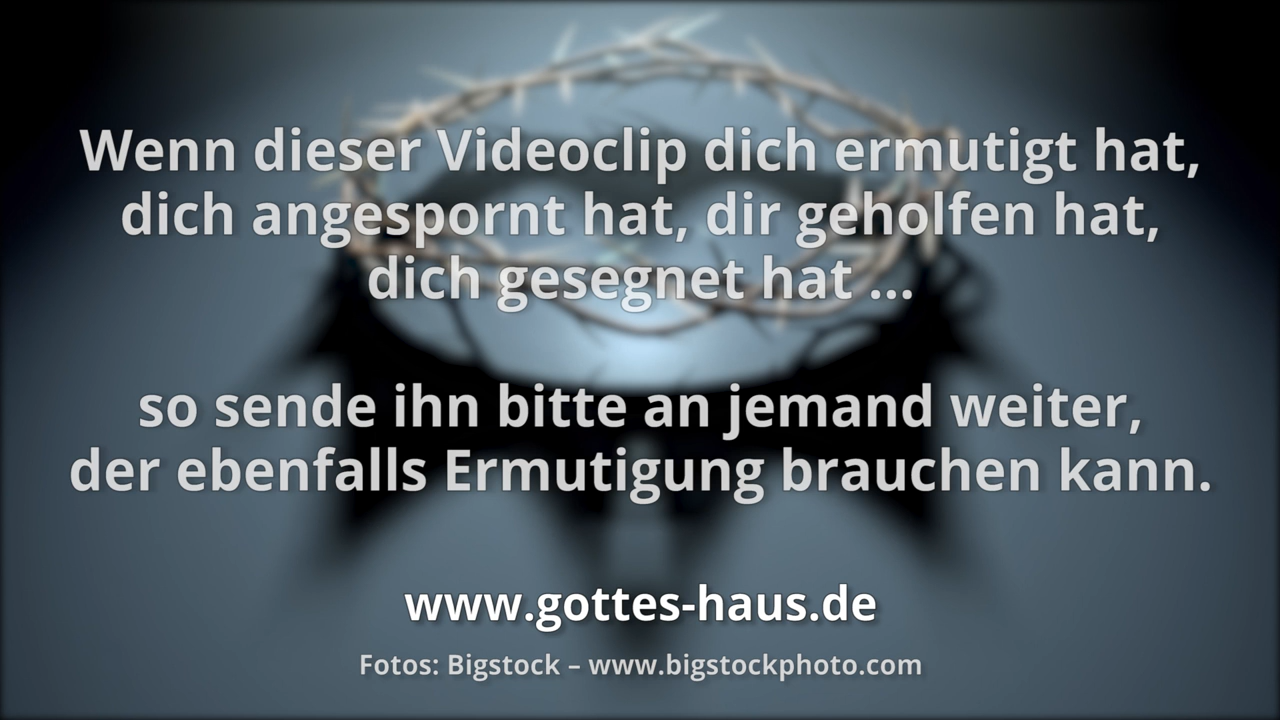 Wenn dieser Videoclip dich ermutigt hat,
dich angespornt hat, dir geholfen hat,
dich gesegnet hat ...
so sende ihn bitte an jemand weiter,
der ebenfalls Ermutigung brauchen kann.
www.gottes-haus.de
Fotos: Bigstock – www.bigstockphoto.com